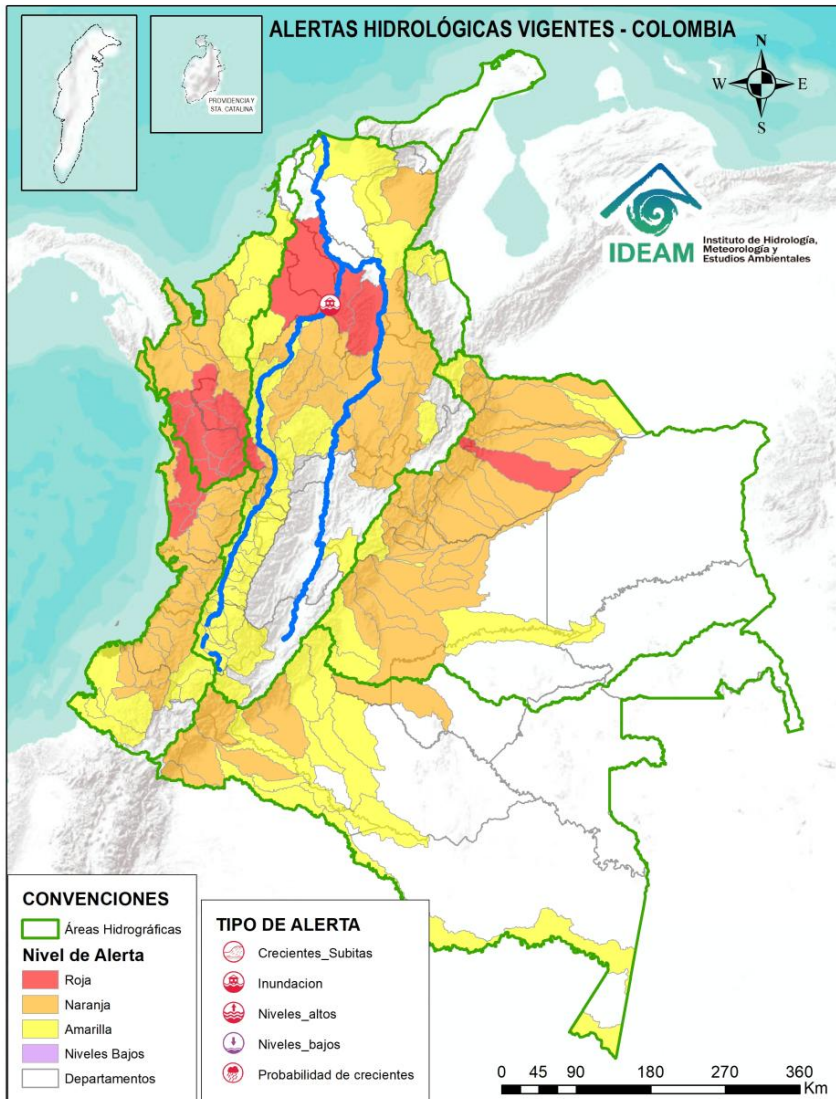 ALERTAS HIDROLÓGICAS VIGENTES - COLOMBIA
PROVIDENCIA Y
STA. CATALINA
N
W
E
S
IDEAM
Instituto de Hidrología,
Meteorología y
Estudios Ambientales
CONVENCIONES
Áreas Hidrográficas
Nivel de Alerta
Roja
Naranja
Amarilla
Niveles Bajos
Departamentos
TIPO DE ALERTA
Crecientes_Subitas
Inundacion
Niveles_altos
Niveles_bajos
Probabilidad de crecientes
0 45 90 180 270 360
Km